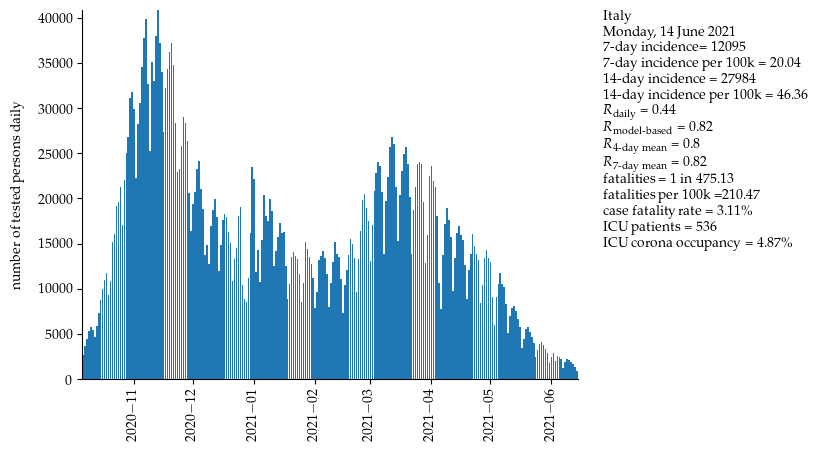 number of tested persons daily
40000
35000
30000
25000
20000
15000
10000
5000
0
2020−11
2020−12
2021−01
2021−02
2021−03
2021−04
2021−05
2021−06
Italy
Monday, 14 June 2021
7-day incidence= 12095
7-day incidence per 100k = 20.04
14-day incidence = 27984
14-day incidence per 100k = 46.36
Rdaily = 0.44
Rmodel-based = 0.82
R4-day mean = 0.8
R7-day mean = 0.82
fatalities = 1 in 475.13
fatalities per 100k =210.47
case fatality rate = 3.11%
ICU patients = 536
ICU corona occupancy = 4.87%